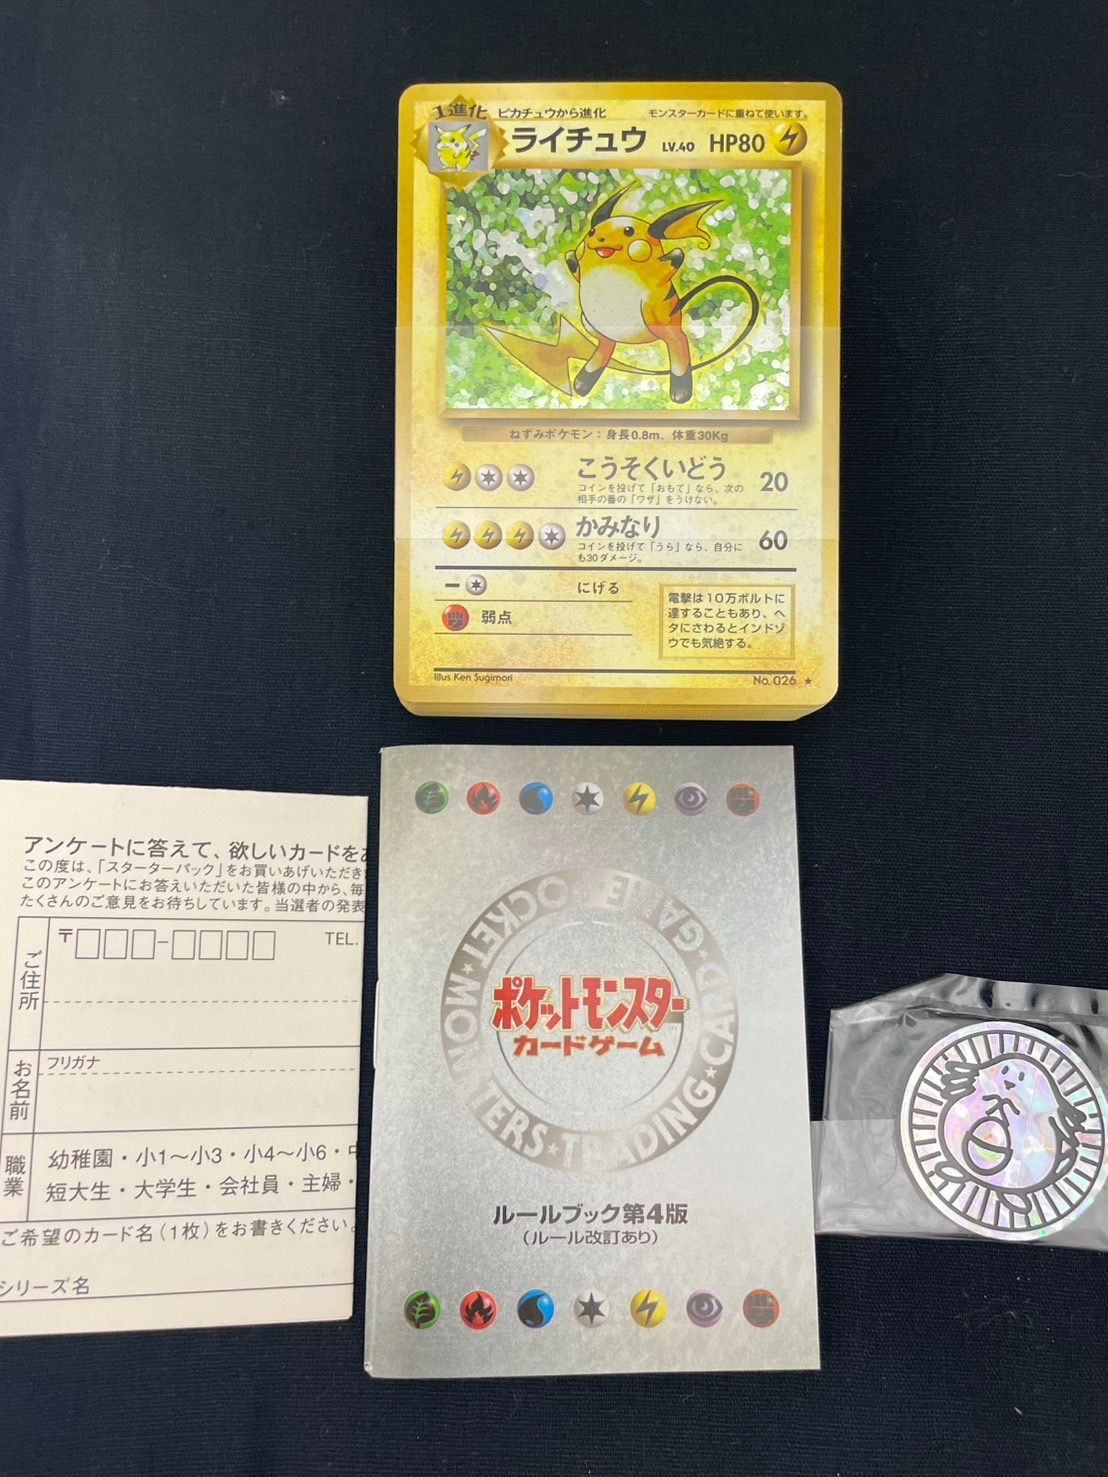 1進化 ピカチュウから進化 モンスターカードに重ねて使います。
ライチュウ LV.40 HP80
ねずみポケモン：身長0.8m、体重30Kg
こうそくいどう 20
コインを投げて「おもて」なら、次の
相手の番の「ワザ」をうけない。
かみなり 60
コインを投げて「うら」なら、自分に
も30ダメージ。
にげる
弱点
電撃は10万ボルトに
達することもあり、ヘ
タにさわるとインドゾ
ウでも気絶する。
Illus Ken Sugimori No. 026 ★
アンケートに答えて、欲しいカードを
この度は、「スターターパック」をお買いあげいただき
このアンケートにお答えいただいた皆様の中から、毎
たくさんのご意見をお待ちしています。当選者の発表
ご住所
〒□□□-□□□□ TEL.
お名前
フリガナ
職業
幼稚園・小1～小3・小4～小6・中
短大生・大学生・会社員・主婦・
ご希望のカード名(1枚)をお書きください。
シリーズ名
POCKET★MONSTERS★TRADING★CARD★GAME
ポケットモンスター
カードゲーム
ルールブック第4版
（ルール改訂あり）